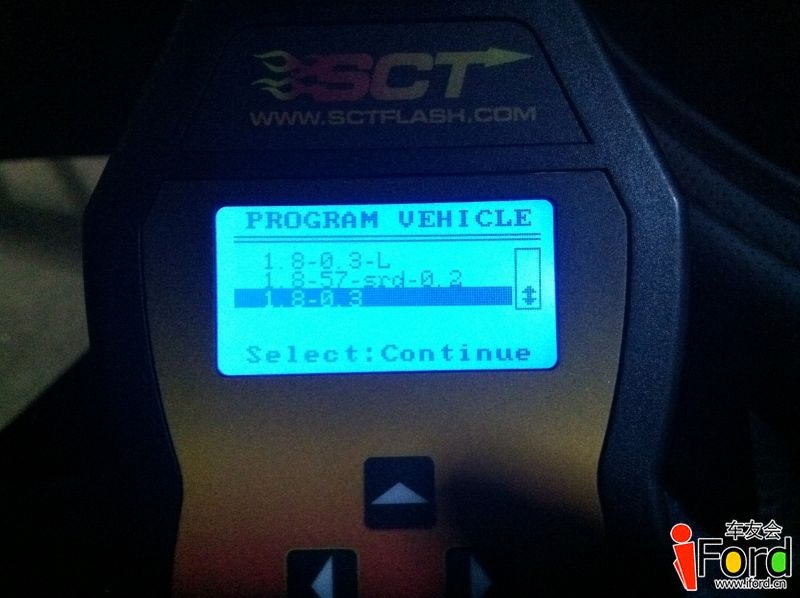 SCT
WWW.SCTFLASH.COM
PROGRAM VEHICLE
1.8-0.3-L
1.8-57-srd-0.2
1.8-0.3
Select:Continue
车友会
iFord
www.iford.cn